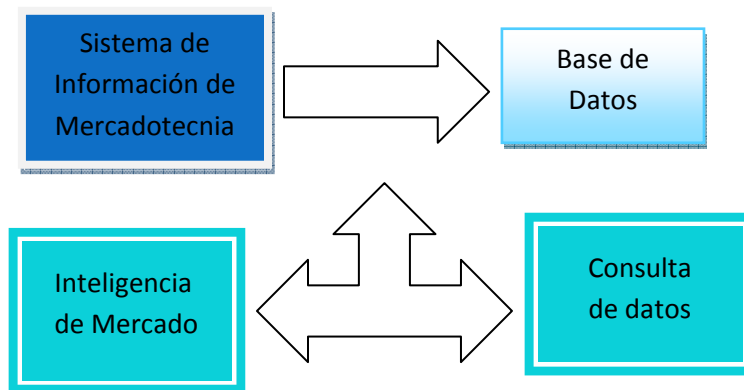 Sistema de
Información de
Mercadotecnia
Base de
Datos
Inteligencia
de Mercado
Consulta
de datos